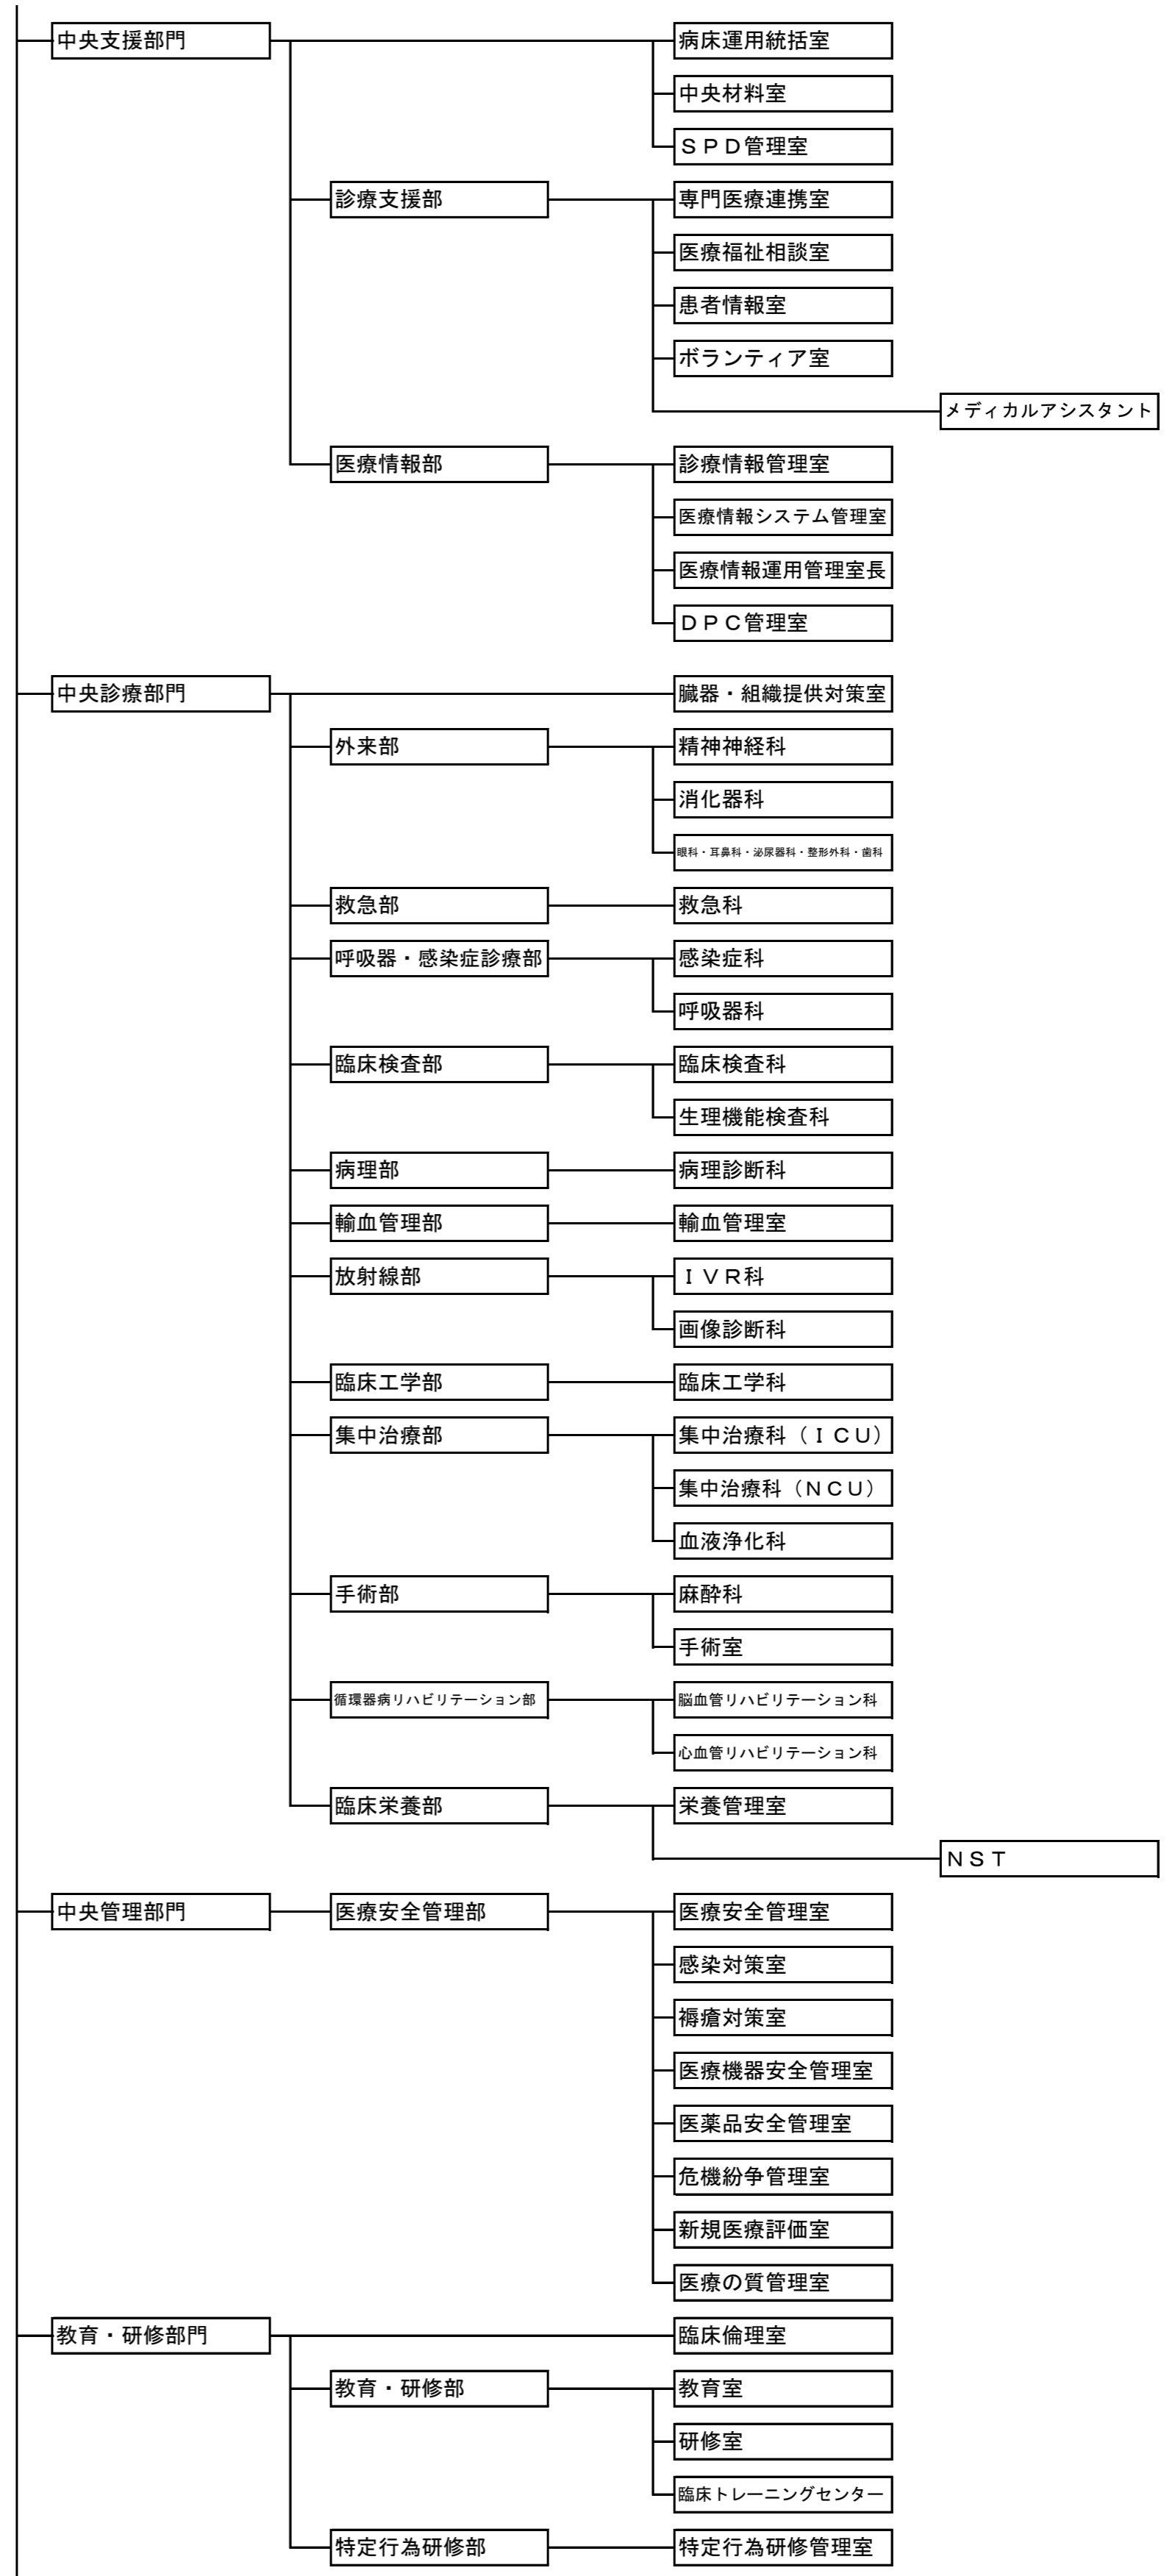 中央支援部門 病床運用統括室
中央材料室
ＳＰＤ管理室
診療支援部 専門医療連携室
医療福祉相談室
患者情報室
ボランティア室
メディカルアシスタント
医療情報部 診療情報管理室
医療情報システム管理室
医療情報運用管理室長
ＤＰＣ管理室
中央診療部門 臓器・組織提供対策室
外来部 精神神経科
消化器科
眼科・耳鼻科・泌尿器科・整形外科・歯科
救急部 救急科
呼吸器・感染症診療部 感染症科
呼吸器科
臨床検査部 臨床検査科
生理機能検査科
病理部 病理診断科
輸血管理部 輸血管理室
放射線部 ＩＶＲ科
画像診断科
臨床工学部 臨床工学科
集中治療部 集中治療科（ＩＣＵ）
集中治療科（ＮＣＵ）
血液浄化科
手術部 麻酔科
手術室
循環器病リハビリテーション部 脳血管リハビリテーション科
心血管リハビリテーション科
臨床栄養部 栄養管理室
ＮＳＴ
中央管理部門 医療安全管理部 医療安全管理室
感染対策室
褥瘡対策室
医療機器安全管理室
医薬品安全管理室
危機紛争管理室
新規医療評価室
医療の質管理室
教育・研修部門 臨床倫理室
教育・研修部 教育室
研修室
臨床トレーニングセンター
特定行為研修部 特定行為研修管理室